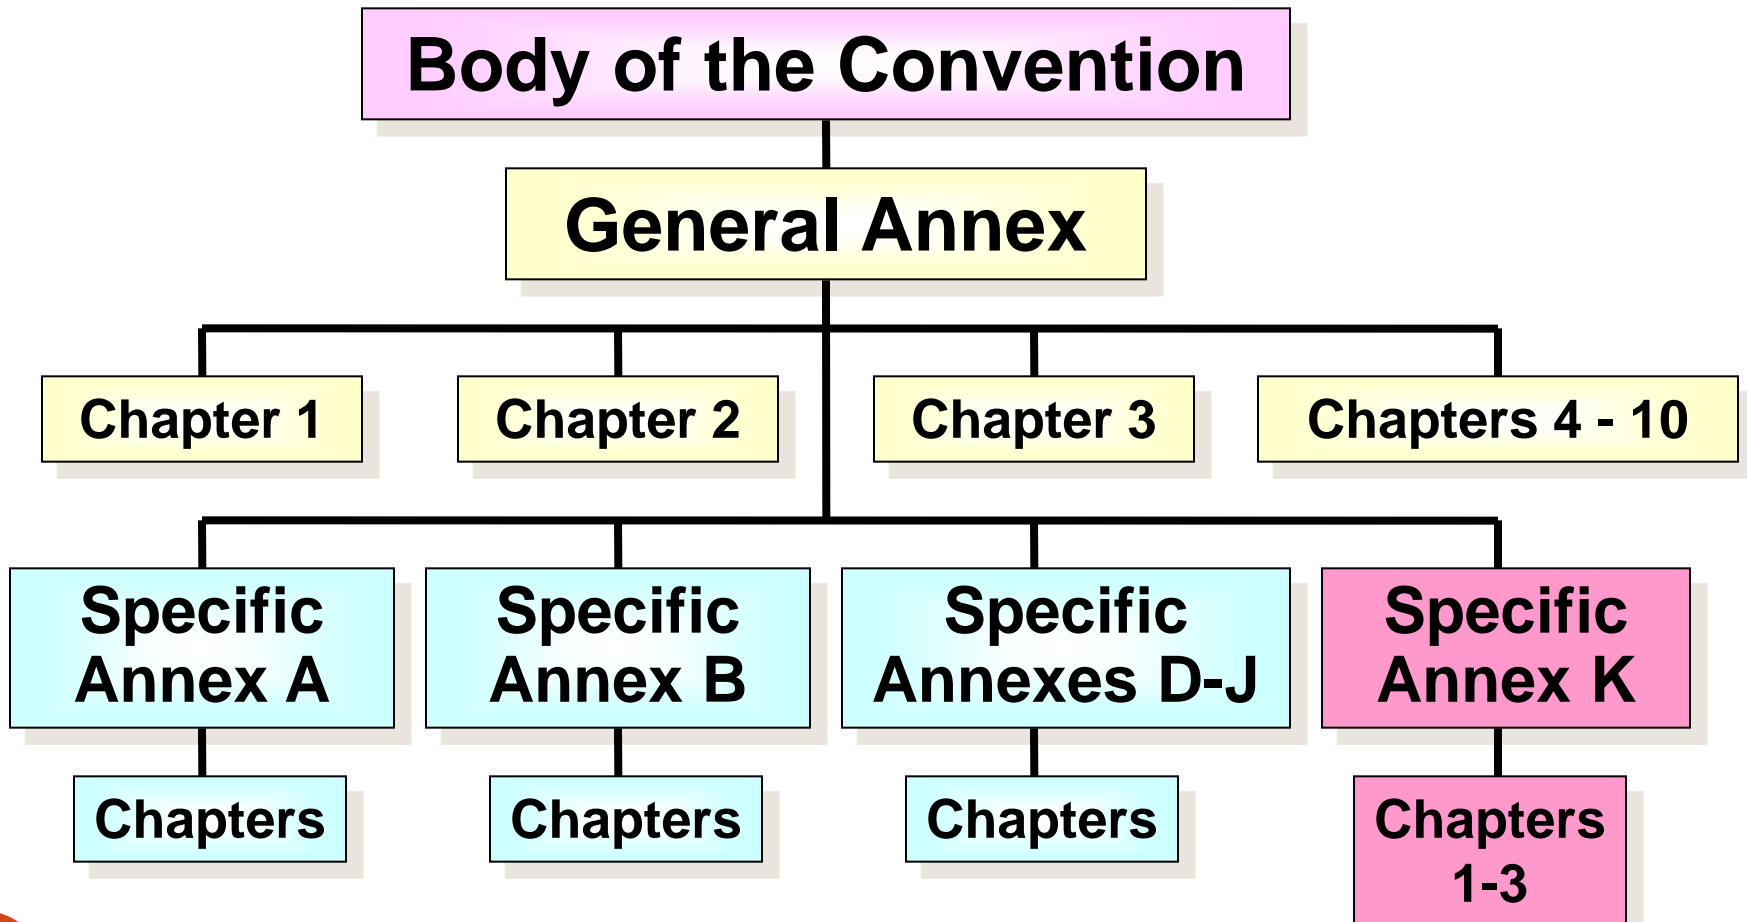 Body of the Convention
General Annex
Chapter 1
Chapter 2
Chapter 3
Chapters 4 - 10
Specific
Annex A
Specific
Annex B
Specific
Annexes D-J
Specific
Annex K
Chapters
Chapters
Chapters
Chapters
1-3